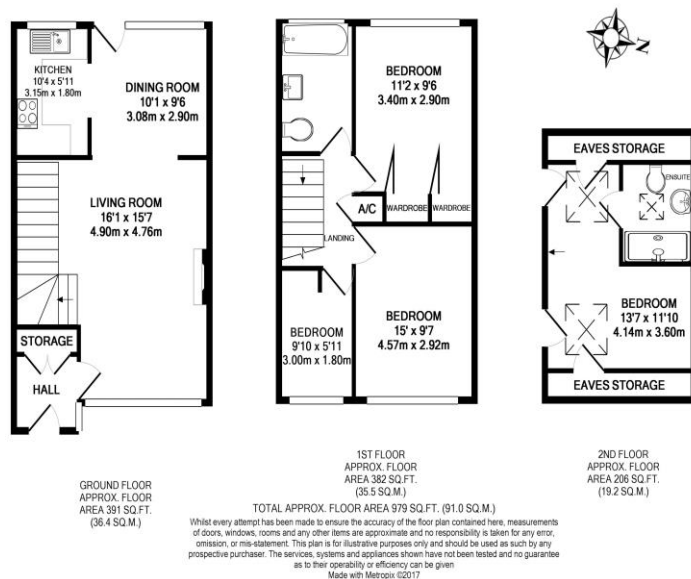 KITCHEN
10'4 x 5'11
3.15m x 1.80m
DINING ROOM
10'1 x 9'6
3.08m x 2.90m
LIVING ROOM
16'1 x 15'7
4.90m x 4.76m
STORAGE
HALL
GROUND FLOOR
APPROX. FLOOR
AREA 391 SQ.FT.
(36.4 SQ.M.)
BEDROOM
11'2 x 9'6
3.40m x 2.90m
A/C
WARDROBE
WARDROBE
LANDING
BEDROOM
9'10 x 5'11
3.00m x 1.80m
BEDROOM
15' x 9'7
4.57m x 2.92m
1ST FLOOR
APPROX. FLOOR
AREA 382 SQ.FT.
(35.5 SQ.M.)
N
EAVES STORAGE
ENSUITE
BEDROOM
13'7 x 11'10
4.14m x 3.60m
EAVES STORAGE
2ND FLOOR
APPROX. FLOOR
AREA 206 SQ.FT.
(19.2 SQ.M.)
TOTAL APPROX. FLOOR AREA 979 SQ.FT. (91.0 SQ.M.)
Whilst every attempt has been made to ensure the accuracy of the floor plan contained here, measurements
of doors, windows, rooms and any other items are approximate and no responsibility is taken for any error,
omission, or mis-statement. This plan is for illustrative purposes only and should be used as such by any
prospective purchaser. The services, systems and appliances shown have not been tested and no guarantee
as to their operability or efficiency can be given
Made with Metropix ©2017